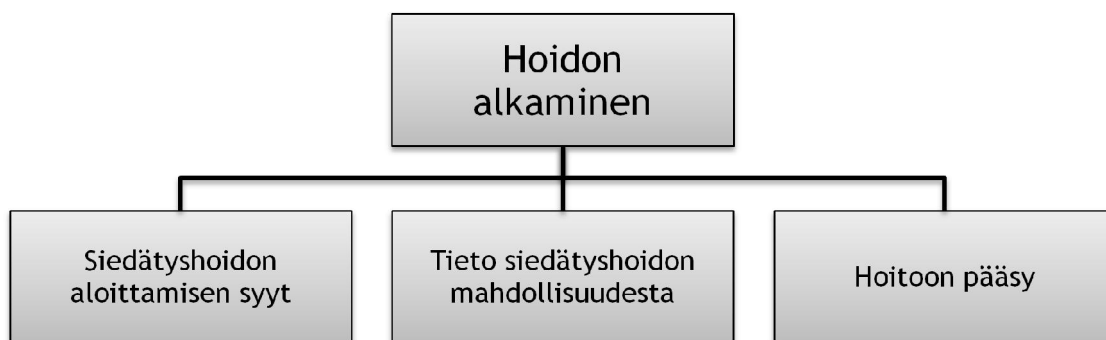 Hoidon
alkaminen
Siedätyshoidon
aloittamisen syyt
Tieto siedätyshoidon
mahdollisuudesta
Hoitoon pääsy